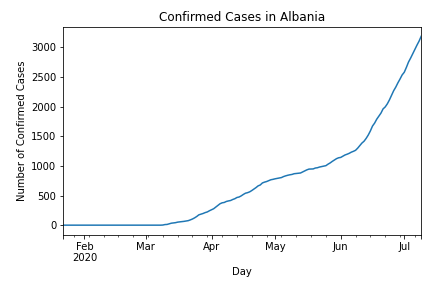 Confirmed Cases in Albania
Number of Confirmed Cases
3000
2500
2000
1500
1000
500
0
Feb Mar Apr May Jun Jul
2020
Day